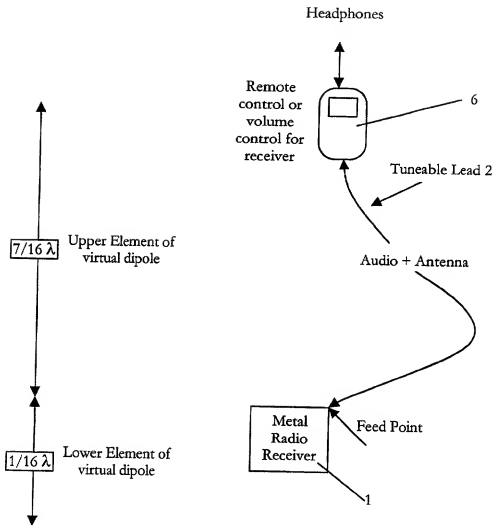 Headphones
Remote
control or
volume
control for
receiver
6
Tuneable Lead 2
7/16 λ
Upper Element of
virtual dipole
Audio + Antenna
Metal
Radio
Receiver
Feed Point
1/16 λ
Lower Element of
virtual dipole
1